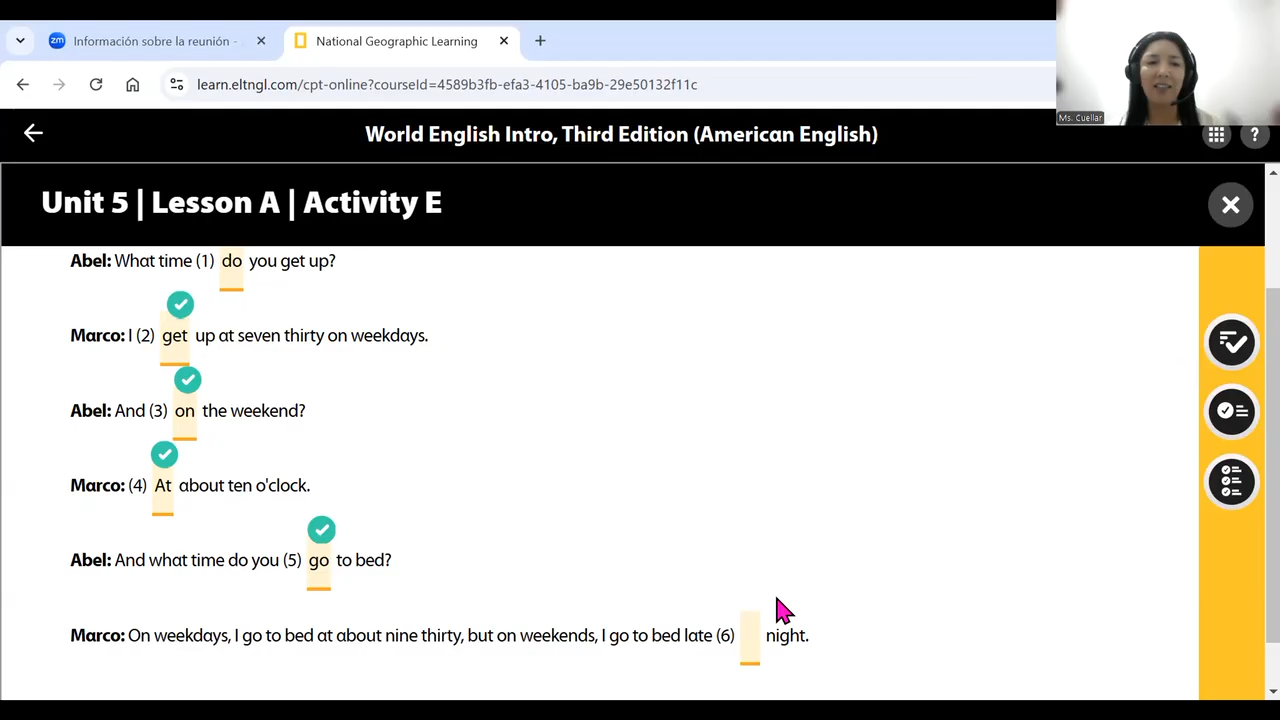 zm Información sobre la reunión -
National Geographic Learning
learn.eltngl.com/cpt-online?courseId=4589b3fb-efa3-4105-ba9b-29e50132f11c
Ms. Cuellar
World English Intro, Third Edition (American English)
?
Unit 5 | Lesson A | Activity E
Abel: What time (1) do you get up?
Marco: I (2) get up at seven thirty on weekdays.
Abel: And (3) on the weekend?
Marco: (4) At about ten o'clock.
Abel: And what time do you (5) go to bed?
Marco: On weekdays, I go to bed at about nine thirty, but on weekends, I go to bed late (6) night.